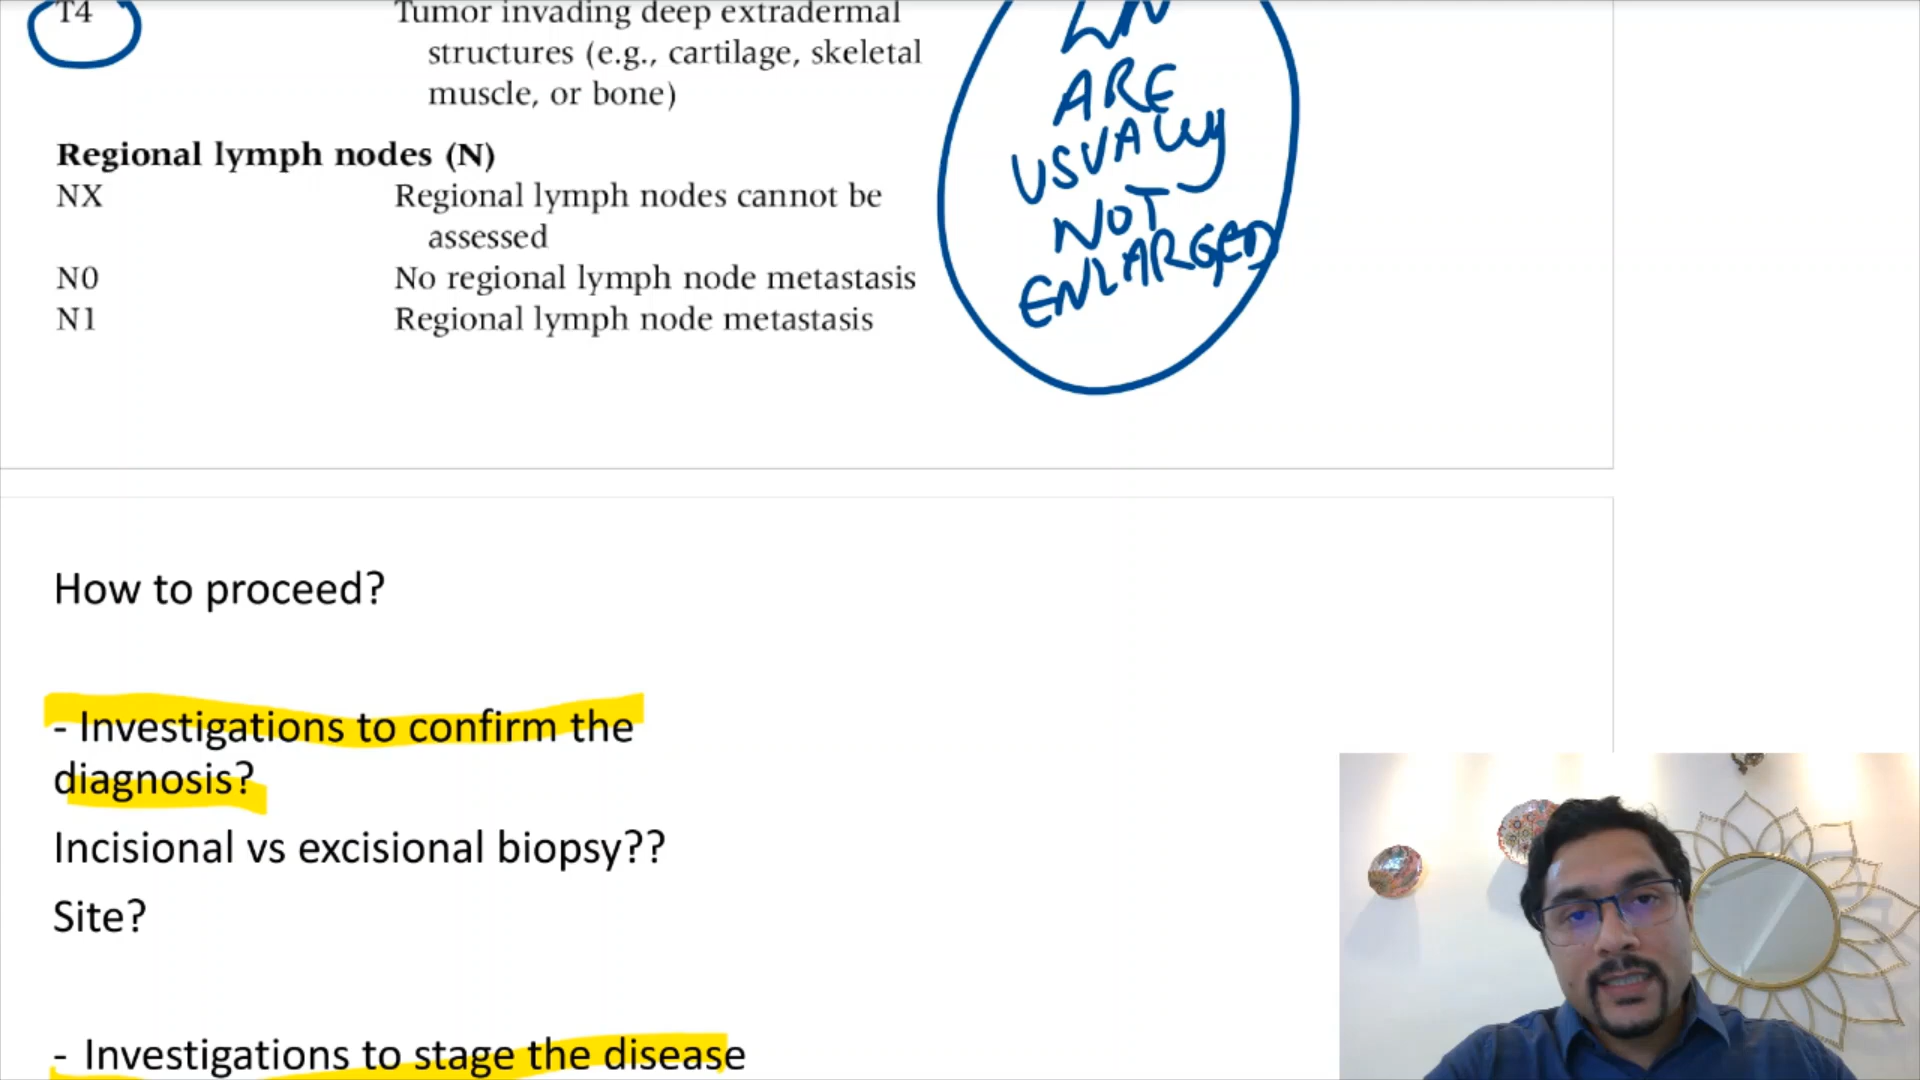 T4 Tumor invading deep extradermal
structures (e.g., cartilage, skeletal
muscle, or bone)
Regional lymph nodes (N)
NX Regional lymph nodes cannot be
assessed
N0 No regional lymph node metastasis
N1 Regional lymph node metastasis
LN
ARE
USUALLY
NOT
ENLARGED
How to proceed?
- Investigations to confirm the
diagnosis?
Incisional vs excisional biopsy??
Site?
- Investigations to stage the disease